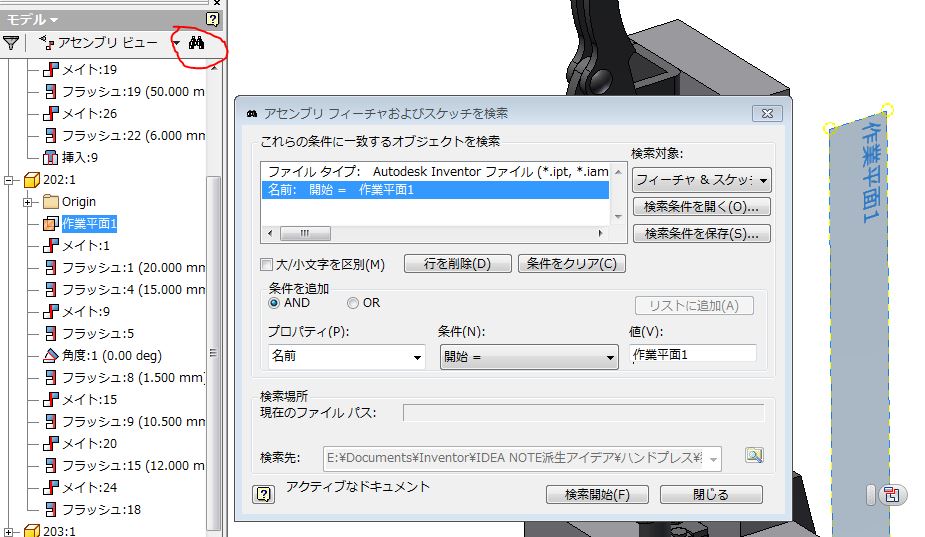 モデル
アセンブリ ビュー
メイト:19
フラッシュ:19 (50.000 m
メイト:26
フラッシュ:22 (6.000 mm
挿入:9
202:1
Origin
作業平面1
メイト:1
フラッシュ:1 (20.000 mm
フラッシュ:4 (15.000 mm
メイト:9
フラッシュ:5
角度:1 (0.00 deg)
フラッシュ:8 (1.500 mm)
メイト:15
フラッシュ:9 (10.500 mm
メイト:20
フラッシュ:15 (12.000 m
メイト:24
フラッシュ:18
203:1
アセンブリ フィーチャおよびスケッチを検索
これらの条件に一致するオブジェクトを検索
ファイル タイプ: Autodesk Inventor ファイル (*.ipt, *.iam
名前: 開始 = 作業平面1
検索対象:
フィーチャ & スケッチ
検索条件を開く(O)...
検索条件を保存(S)...
大/小文字を区別(M)
行を削除(D)
条件をクリア(C)
条件を追加
AND
OR
リストに追加(A)
プロパティ(P):
条件(N):
値(V):
名前
開始 =
作業平面1
検索場所
現在のファイル パス:
検索先:
E:¥Documents¥Inventor¥IDEA NOTE派生アイデア¥ハンドプレス¥
アクティブなドキュメント
検索開始(F)
閉じる
作業平面1